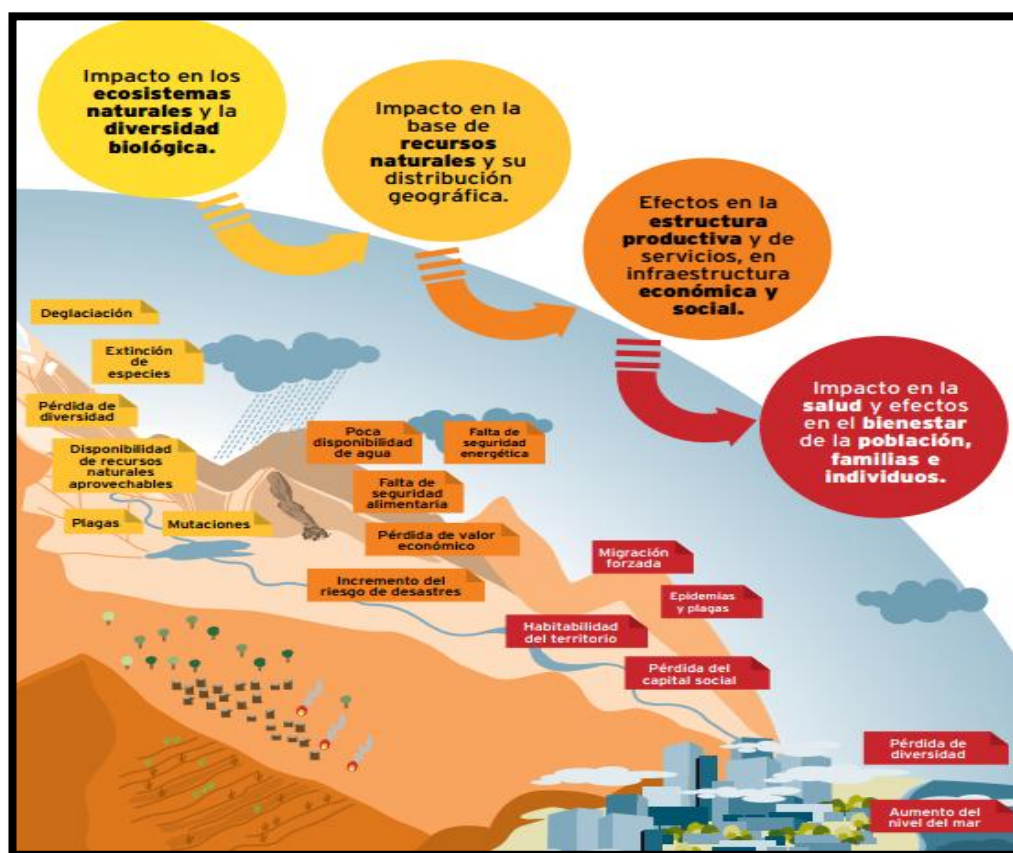 Impacto en los
ecosistemas
naturales y la
diversidad
biológica.
Impacto en la
base de
recursos
naturales y su
distribución
geográfica.
Efectos en la
estructura
productiva y de
servicios, en
infraestructura
económica y
social.
Impacto en la
salud y efectos
en el bienestar
de la población,
familias e
individuos.
Deglaciación
Extinción
de
especies
Pérdida de
diversidad
Disponibilidad
de recursos
naturales
aprovechables
Plagas
Mutaciones
Poca
disponibilidad
de agua
Falta de
seguridad
energética
Falta de
seguridad
alimentaria
Pérdida de valor
económico
Incremento del
riesgo de desastres
Migración
forzada
Epidemias
y plagas
Habitabilidad
del territorio
Pérdida del
capital social
Pérdida de
diversidad
Aumento del
nivel del mar